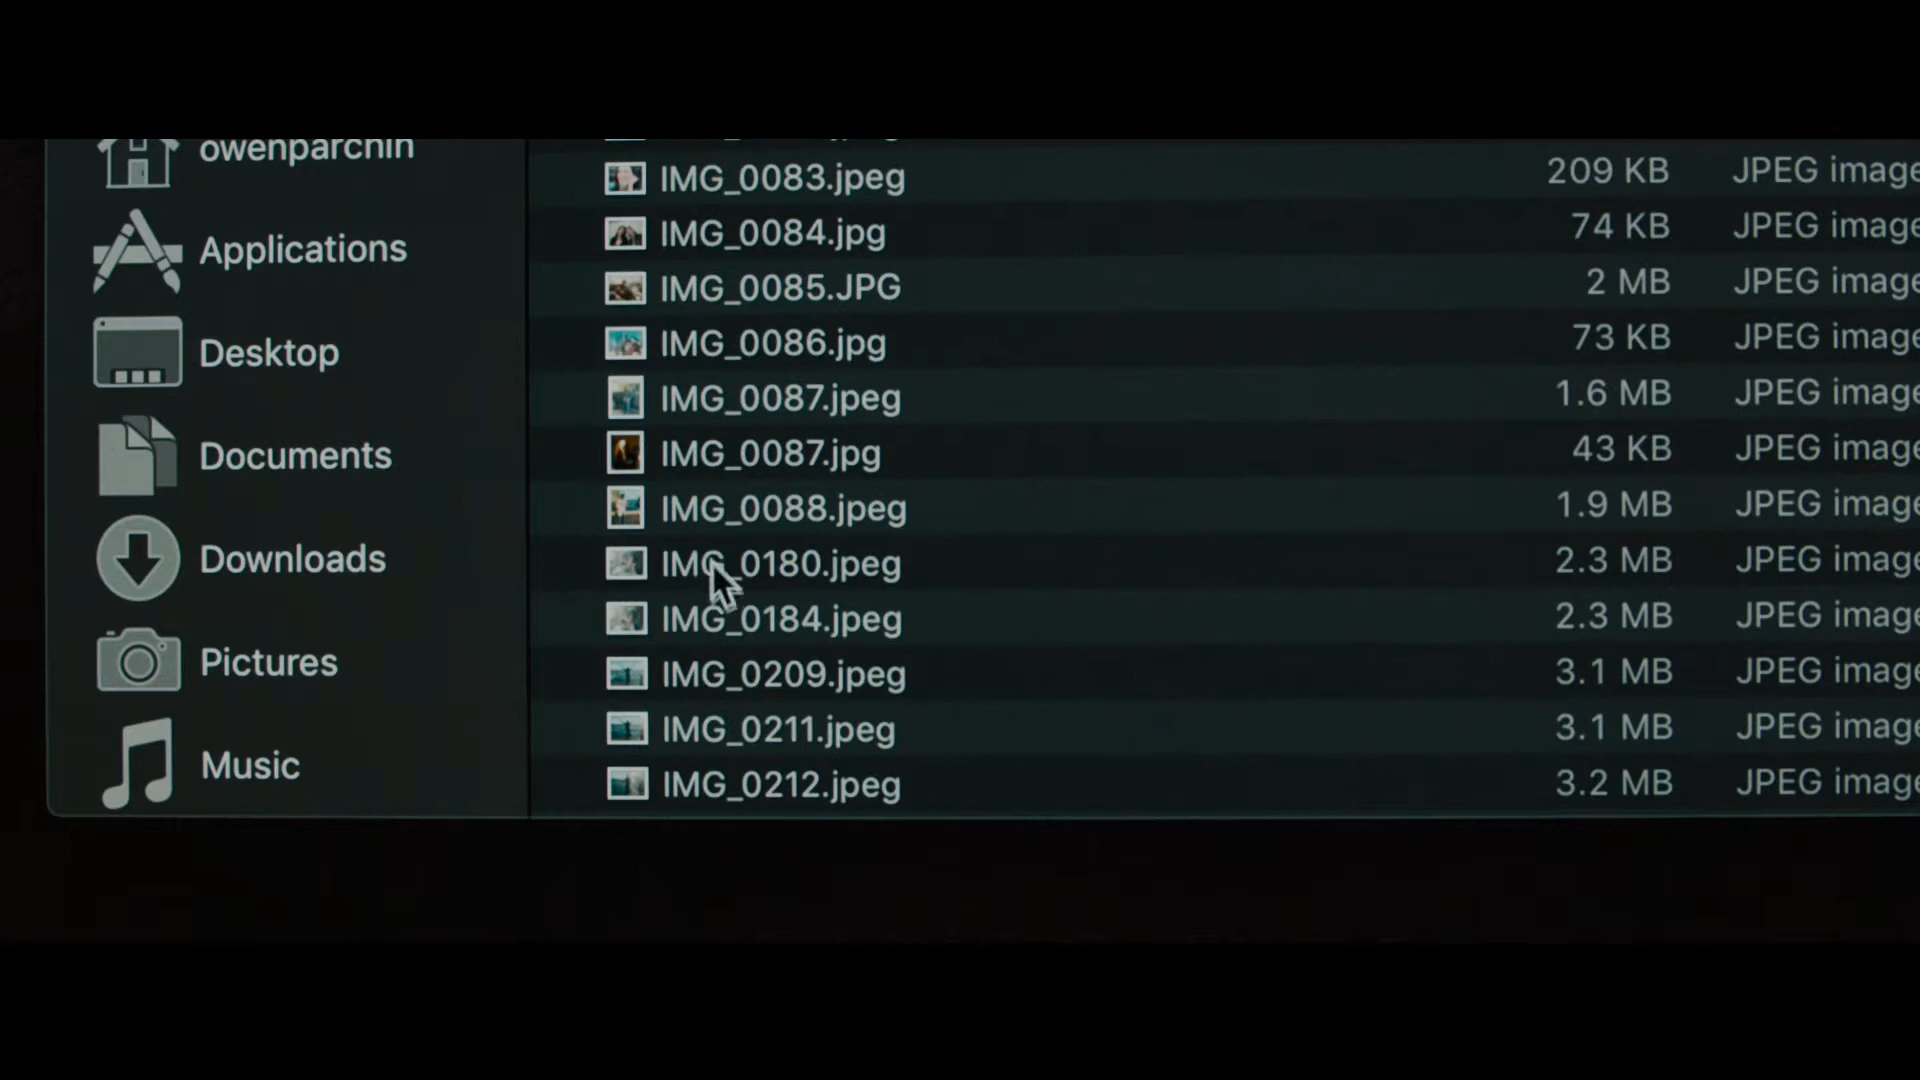 owenparchin
Applications
Desktop
Documents
Downloads
Pictures
Music
IMG_0083.jpeg 209 KB JPEG image
IMG_0084.jpg 74 KB JPEG image
IMG_0085.JPG 2 MB JPEG image
IMG_0086.jpg 73 KB JPEG image
IMG_0087.jpeg 1.6 MB JPEG image
IMG_0087.jpg 43 KB JPEG image
IMG_0088.jpeg 1.9 MB JPEG image
IMG_0180.jpeg 2.3 MB JPEG image
IMG_0184.jpeg 2.3 MB JPEG image
IMG_0209.jpeg 3.1 MB JPEG image
IMG_0211.jpeg 3.1 MB JPEG image
IMG_0212.jpeg 3.2 MB JPEG image